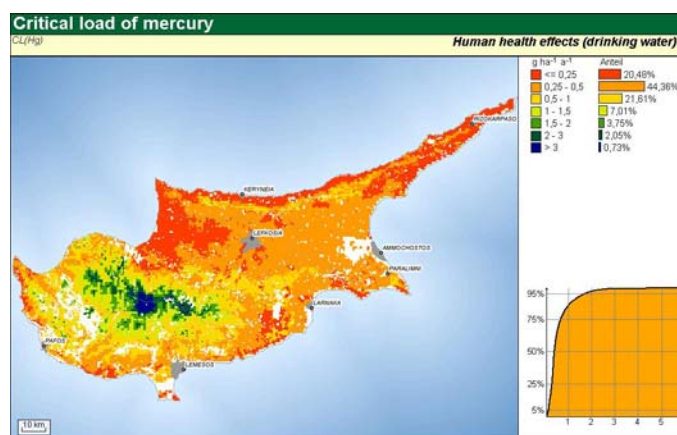 Critical load of mercury
CL(Hg)
Human health effects (drinking water)
g ha⁻¹ a⁻¹ Anteil
<= 0,25 20,48%
0,25 - 0,5 44,36%
0,5 - 1 21,61%
1 - 1,5 7,01%
1,5 - 2 3,75%
2 - 3 2,05%
> 3 0,73%
RIZOKARPASO
KERYNEIA
LEFKOSIA
AMMOCHOSTOS
PARALIMNI
LARNAKA
PAFOS
LEMESOS
10 km
95%
75%
50%
25%
5%
1 2 3 4 5